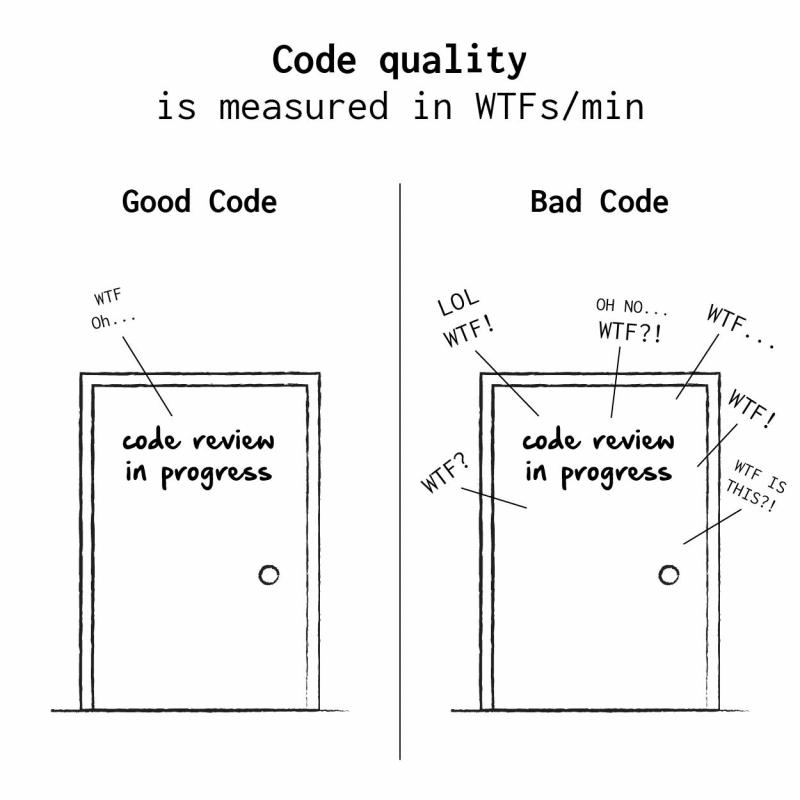 Code quality
is measured in WTFs/min
Good Code
WTF
Oh...
code review
in progress
Bad Code
LOL
WTF!
OH NO...
WTF?!
WTF...
WTF!
WTF?
WTF IS
THIS?!
code review
in progress